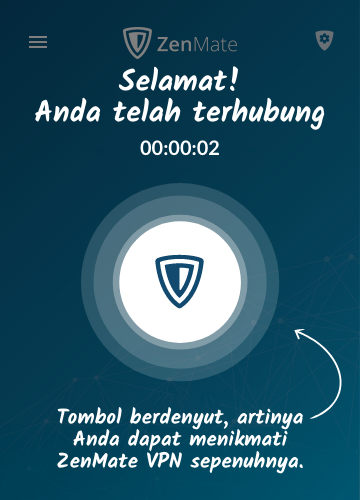 ZenMate
Selamat!
Anda telah terhubung
00:00:02
Tombol berdenyut, artinya
Anda dapat menikmati
ZenMate VPN sepenuhnya.